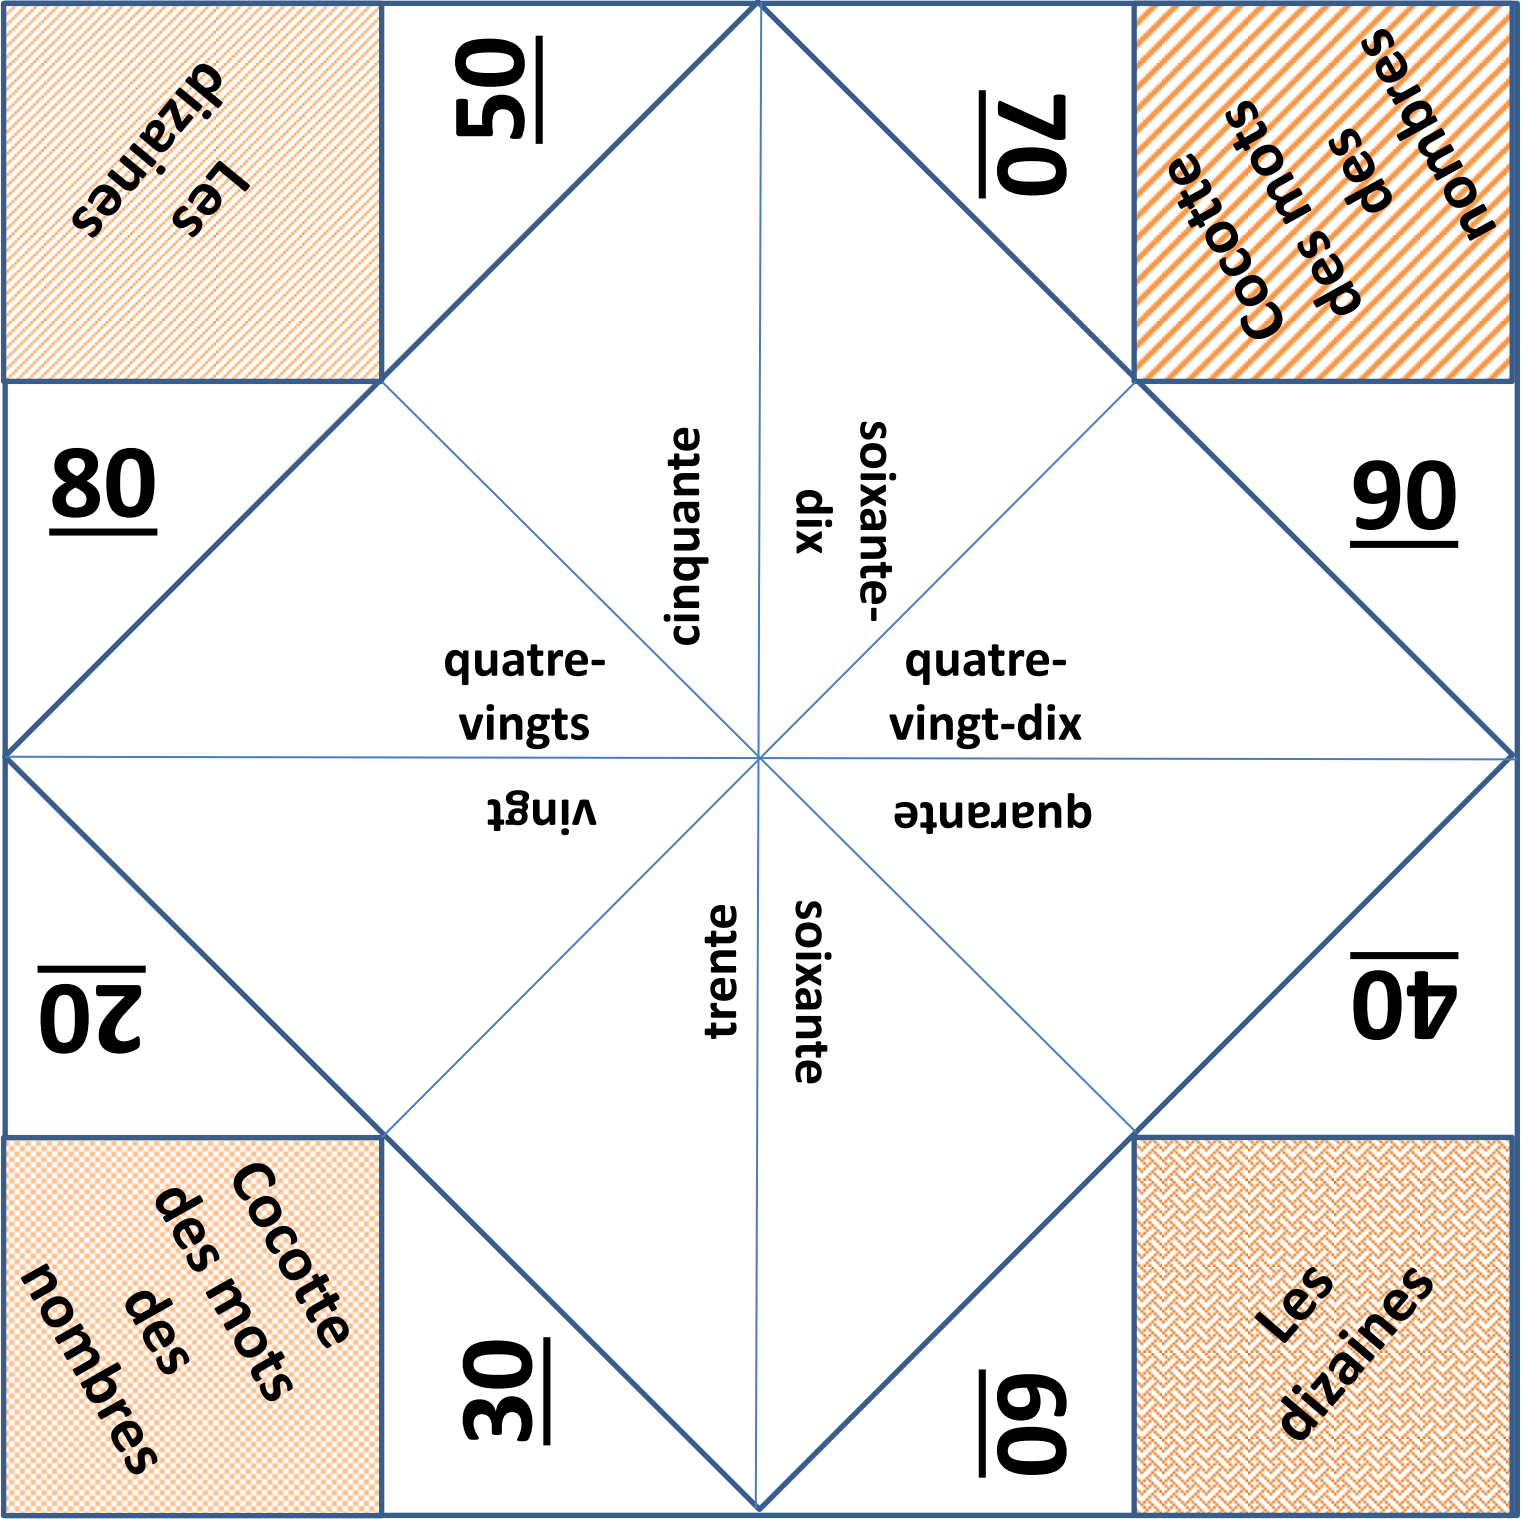 Les
dizaines
50
70
Cocotte
des mots
des
nombres
80
90
cinquante
soixante-
dix
quatre-
vingts
quatre-
vingt-dix
vingt
quarante
trente
soixante
20
40
Cocotte
des mots
des
nombres
30
60
Les
dizaines